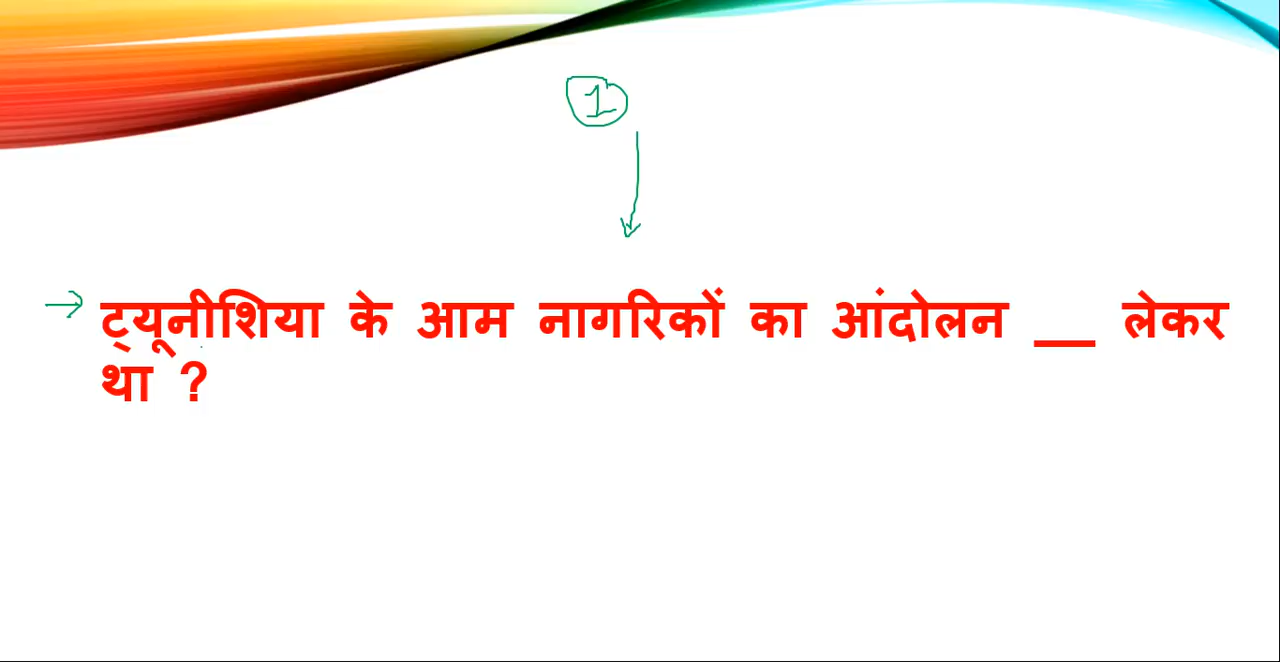 1
ट्यूनीशिया के आम नागरिकों का आंदोलन __ लेकर
था ?